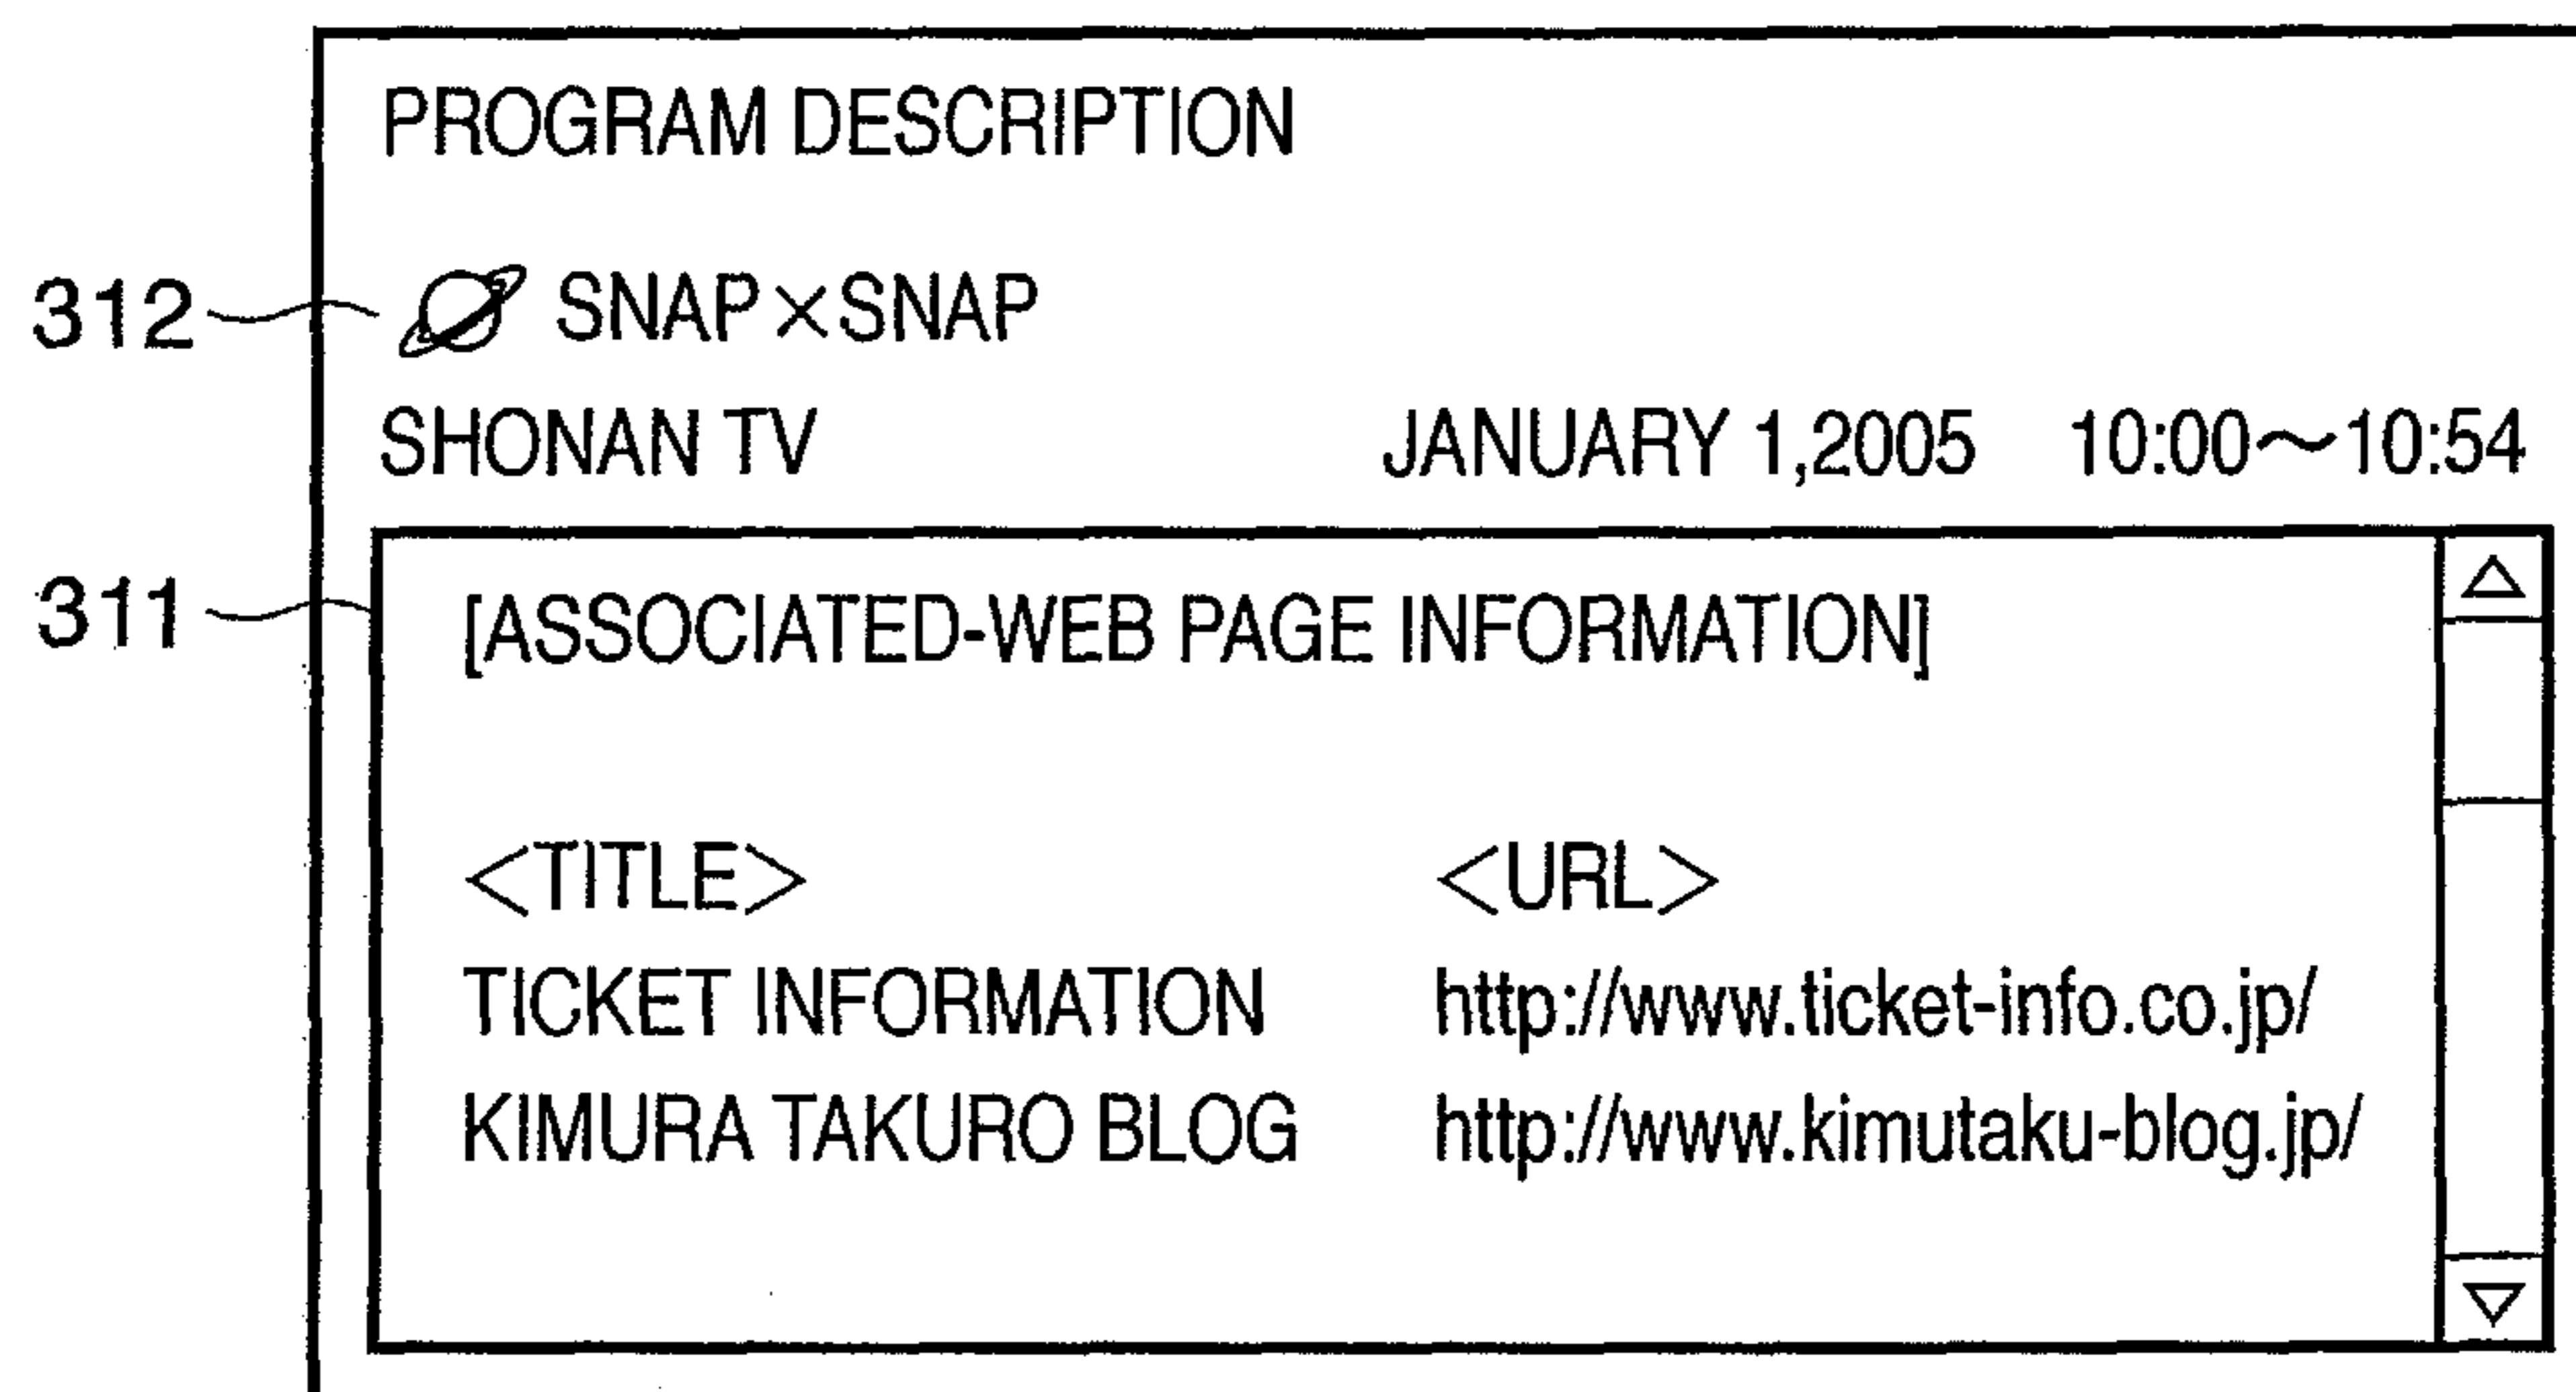 PROGRAM DESCRIPTION
312 SNAP×SNAP
SHONAN TV JANUARY 1,2005 10:00～10:54
311
[ASSOCIATED-WEB PAGE INFORMATION]
<TITLE> <URL>
TICKET INFORMATION http://www.ticket-info.co.jp/
KIMURA TAKURO BLOG http://www.kimutaku-blog.jp/